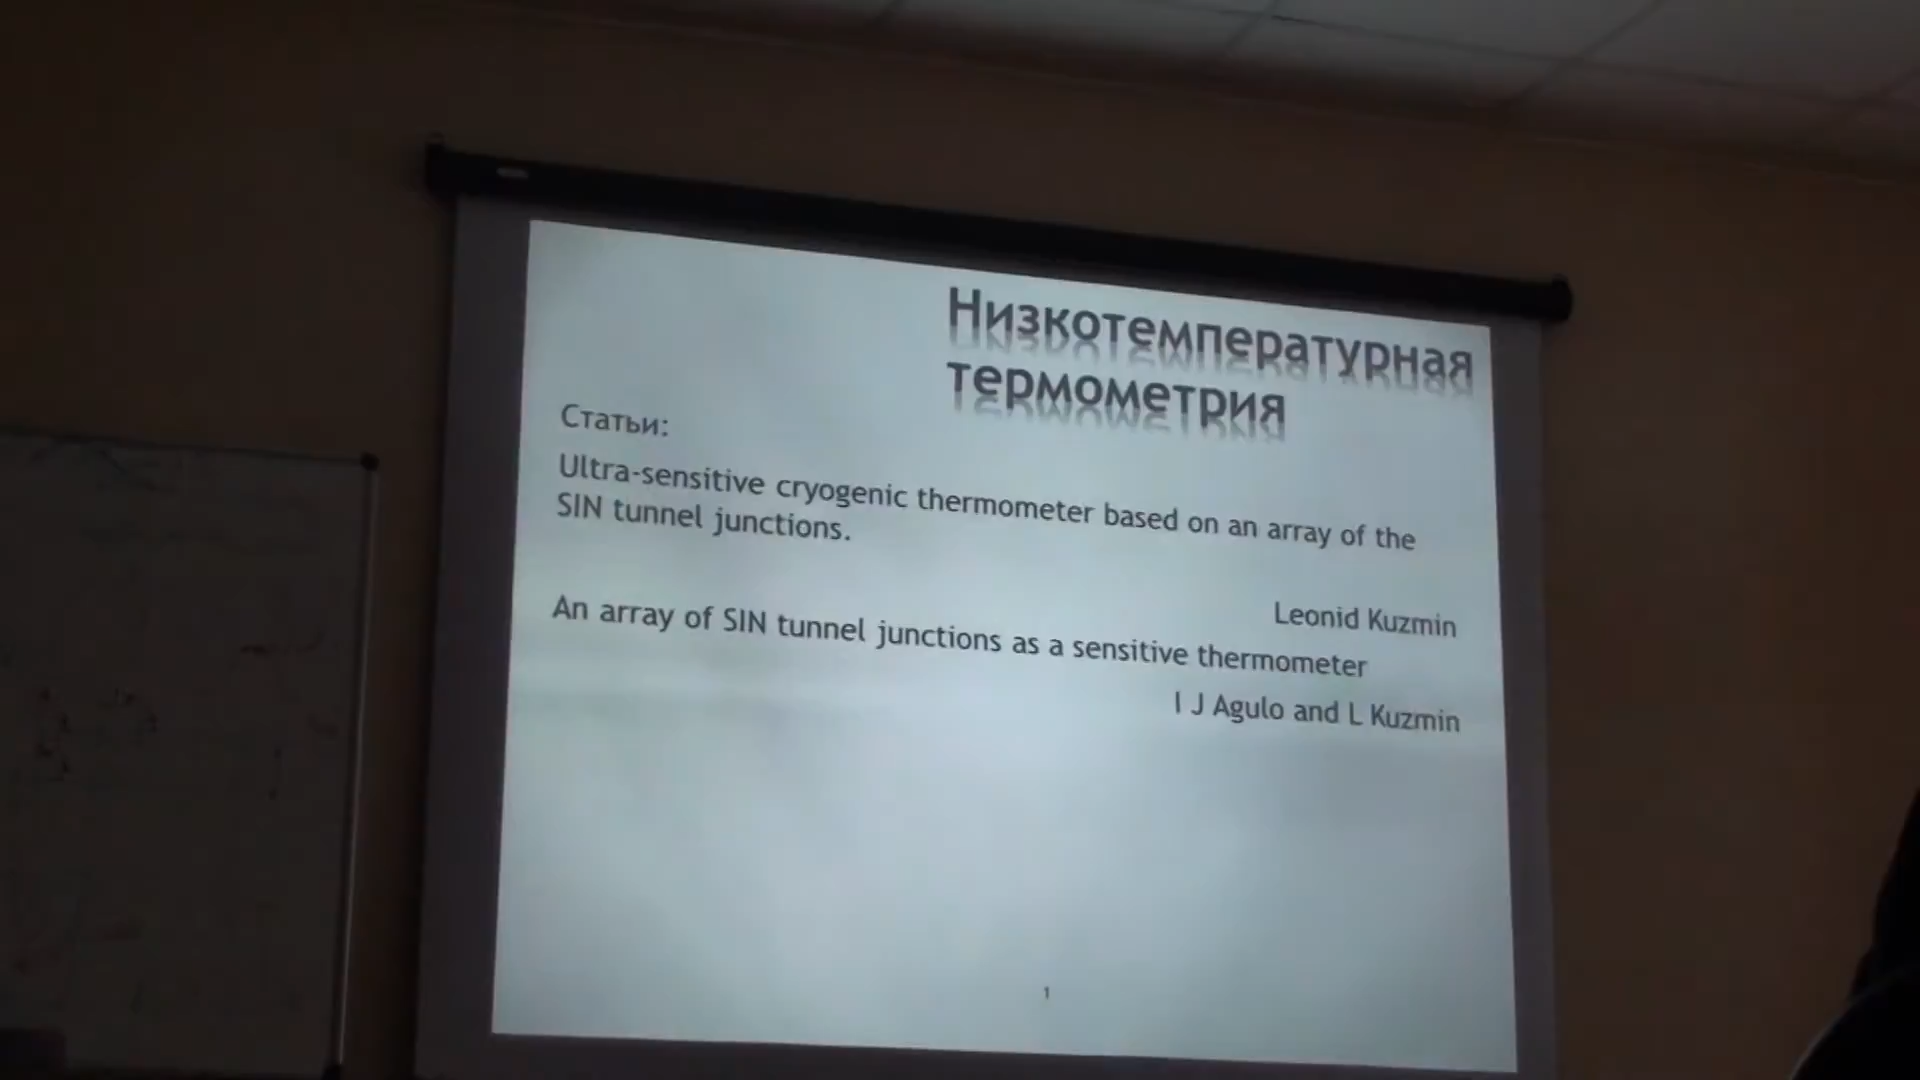 Низкотемпературная
термометрия
Статьи:
Ultra-sensitive cryogenic thermometer based on an array of the
SIN tunnel junctions.
Leonid Kuzmin
An array of SIN tunnel junctions as a sensitive thermometer
I J Agulo and L Kuzmin
1